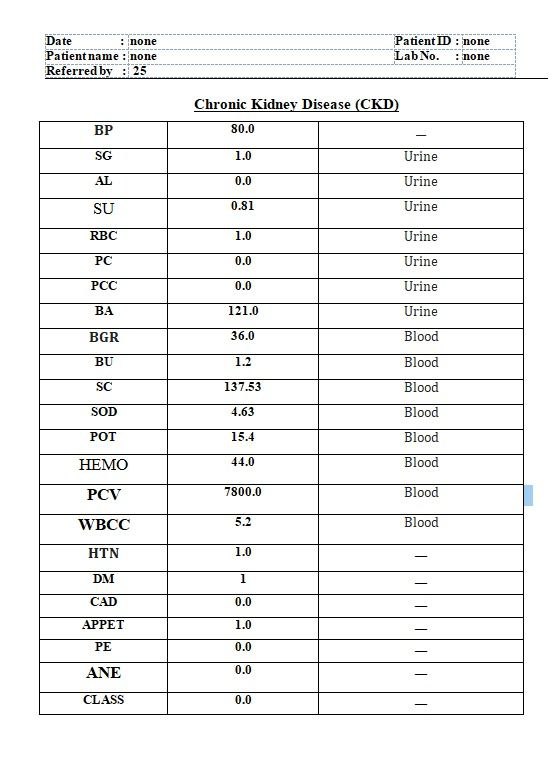 Date : none Patient ID : none
Patient name : none Lab No. : none
Referred by : 25
Chronic Kidney Disease (CKD)
BP 80.0 —
SG 1.0 Urine
AL 0.0 Urine
SU 0.81 Urine
RBC 1.0 Urine
PC 0.0 Urine
PCC 0.0 Urine
BA 121.0 Urine
BGR 36.0 Blood
BU 1.2 Blood
SC 137.53 Blood
SOD 4.63 Blood
POT 15.4 Blood
HEMO 44.0 Blood
PCV 7800.0 Blood
WBCC 5.2 Blood
HTN 1.0 —
DM 1 —
CAD 0.0 —
APPET 1.0 —
PE 0.0 —
ANE 0.0 —
CLASS 0.0 —